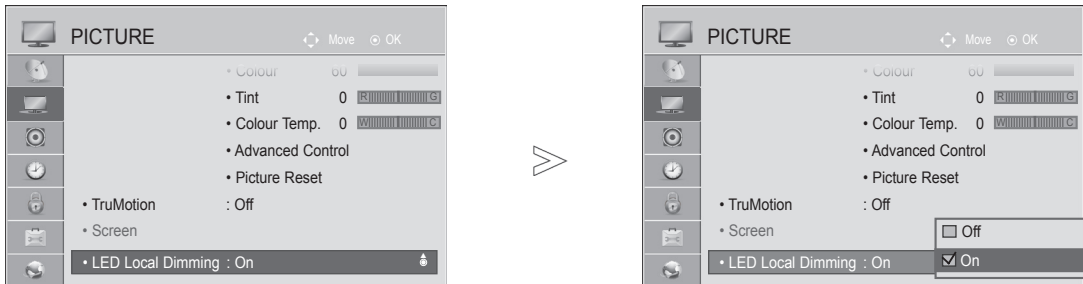 PICTURE Move OK
• Colour 60
• Tint 0 R G
• Colour Temp. 0 W C
• Advanced Control
• Picture Reset
• TruMotion : Off
• Screen
• LED Local Dimming : On
PICTURE Move OK
• Colour 60
• Tint 0 R G
• Colour Temp. 0 W C
• Advanced Control
• Picture Reset
• TruMotion : Off
• Screen
Off
• LED Local Dimming : On
On